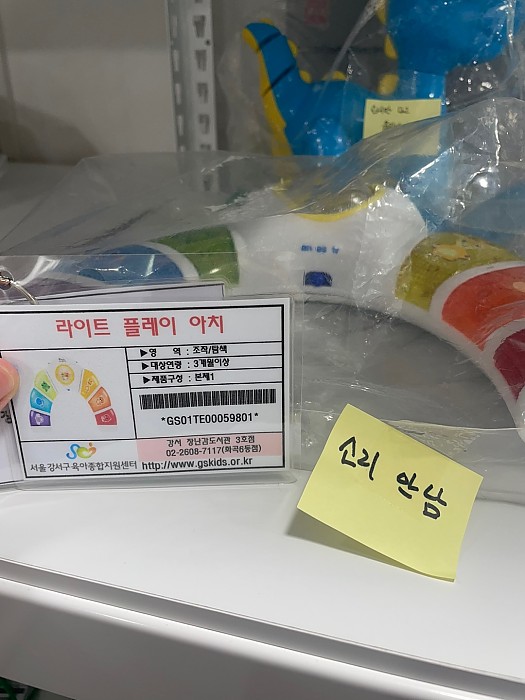 라이트 플레이 아치
▶영 역 : 조작/탐색
▶대상연령 : 3개월이상
▶제품구성 : 본체1
*GS01TE00059801*
강서 장난감도서관 3호점
02-2608-7117(화곡6동점)
서울강서구육아종합지원센터 http://www.gskids.or.kr
소리 안남